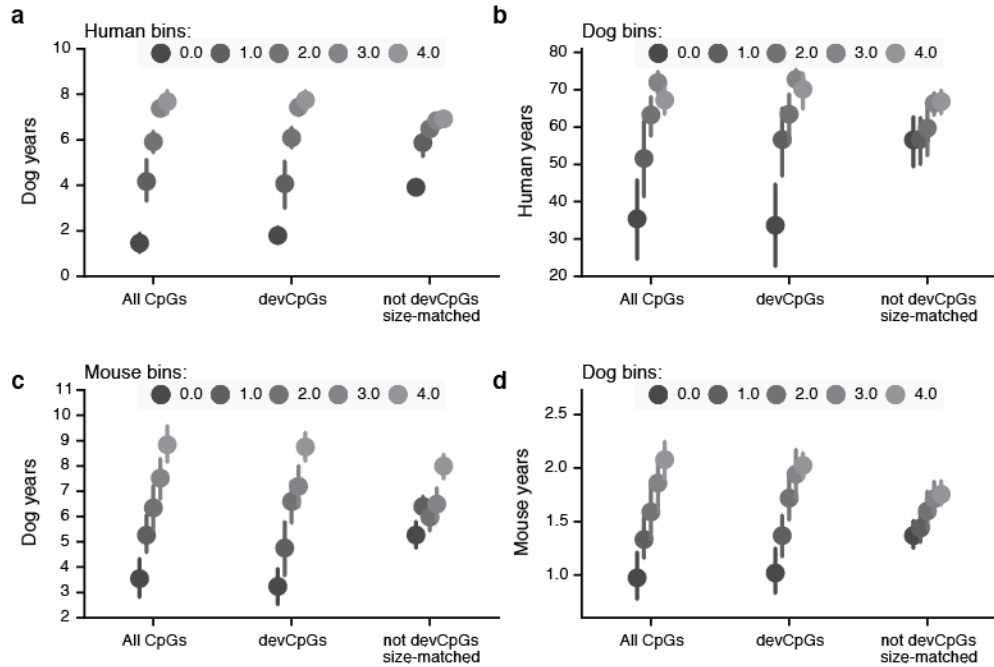 a
Human bins:
0.0 1.0 2.0 3.0 4.0
10
8
6
4
2
0
Dog years
All CpGs devCpGs not devCpGs
size-matched
b
Dog bins:
0.0 1.0 2.0 3.0 4.0
80
70
60
50
40
30
20
Human years
All CpGs devCpGs not devCpGs
size-matched
c
Mouse bins:
0.0 1.0 2.0 3.0 4.0
11
10
9
8
7
6
5
4
3
2
Dog years
All CpGs devCpGs not devCpGs
size-matched
d
Dog bins:
0.0 1.0 2.0 3.0 4.0
2.5
2.0
1.5
1.0
Mouse years
All CpGs devCpGs not devCpGs
size-matched